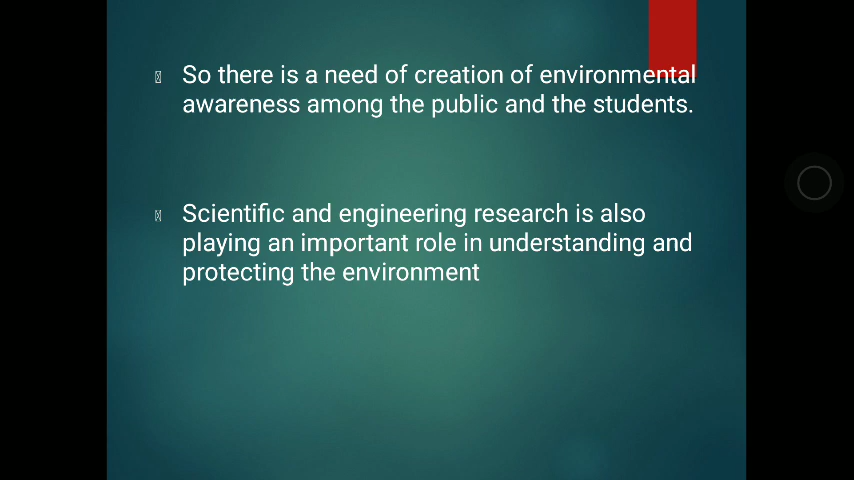 So there is a need of creation of environmental
awareness among the public and the students.
Scientific and engineering research is also
playing an important role in understanding and
protecting the environment